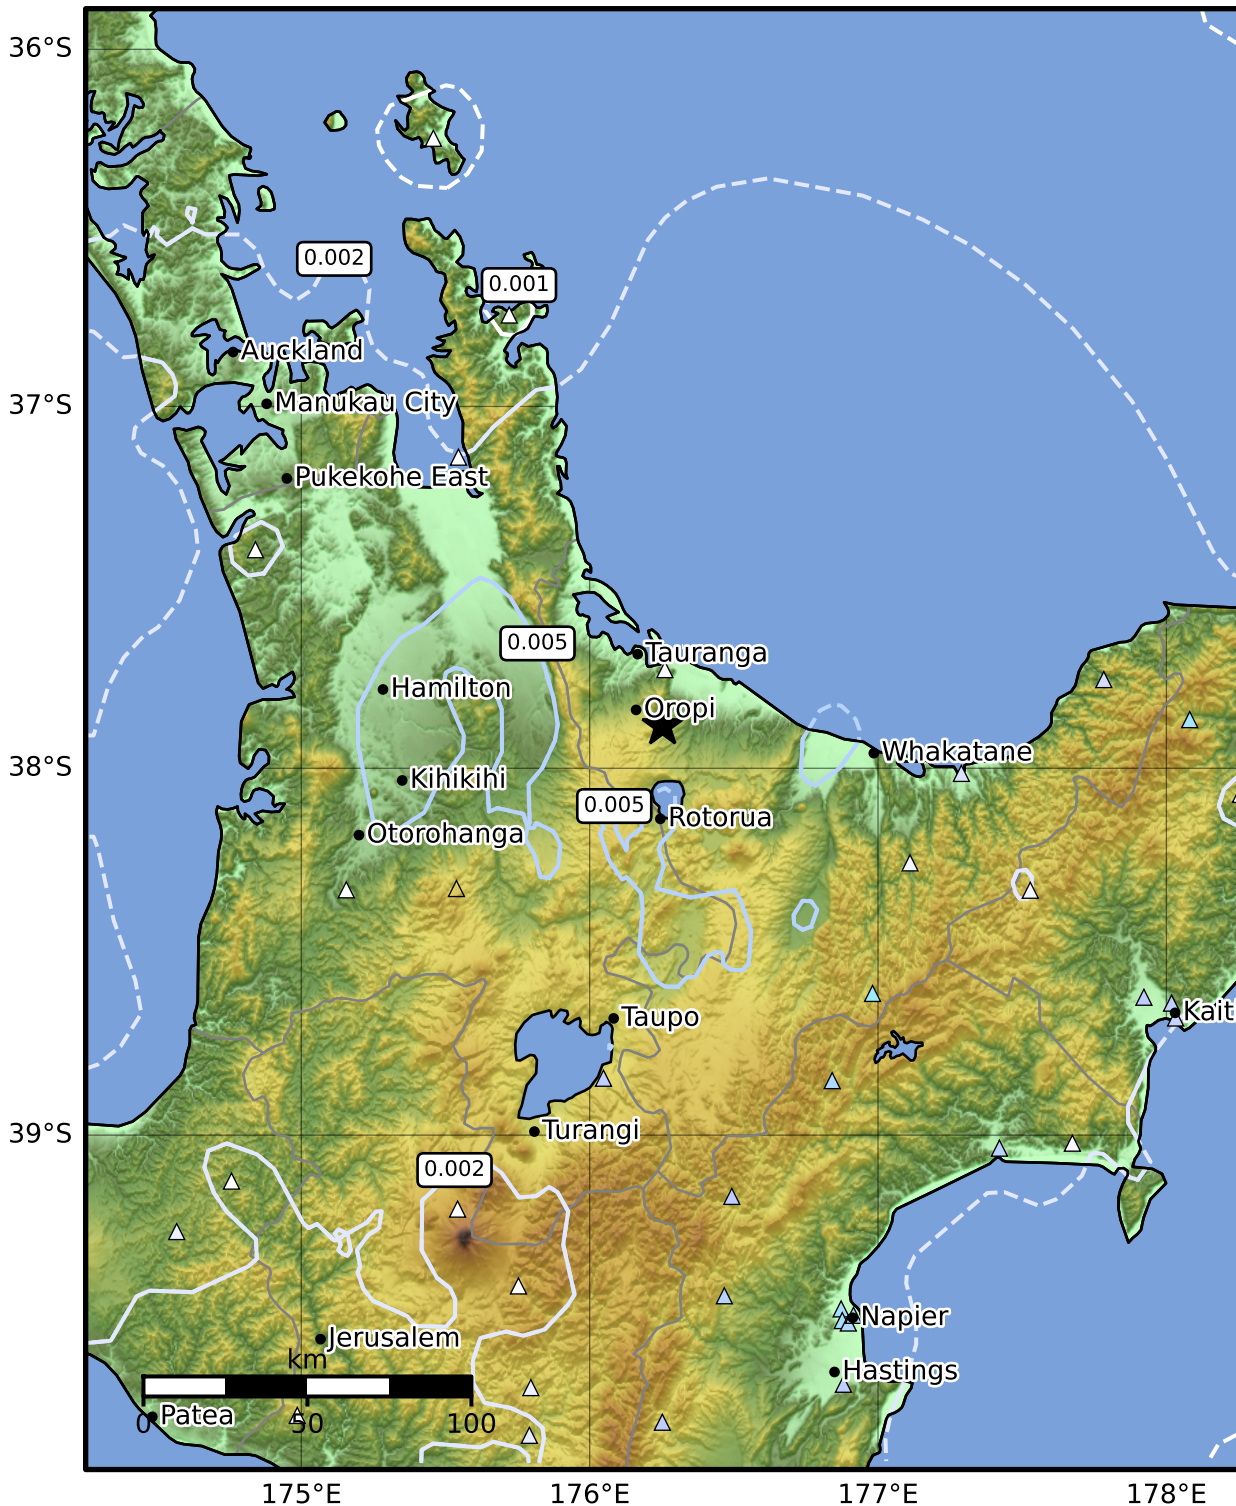 36°S
0.002
0.001
Auckland
37°S
Manukau City
Pukekohe East
0.005
Tauranga
Hamilton
Oropi
Whakatane
38°S
Kihikihi
0.005
Rotorua
Otorohanga
Taupo
Kait
39°S
Turangi
0.002
Napier
Jerusalem
km
Hastings
Patea
0 50 100
175°E 176°E 177°E 178°E